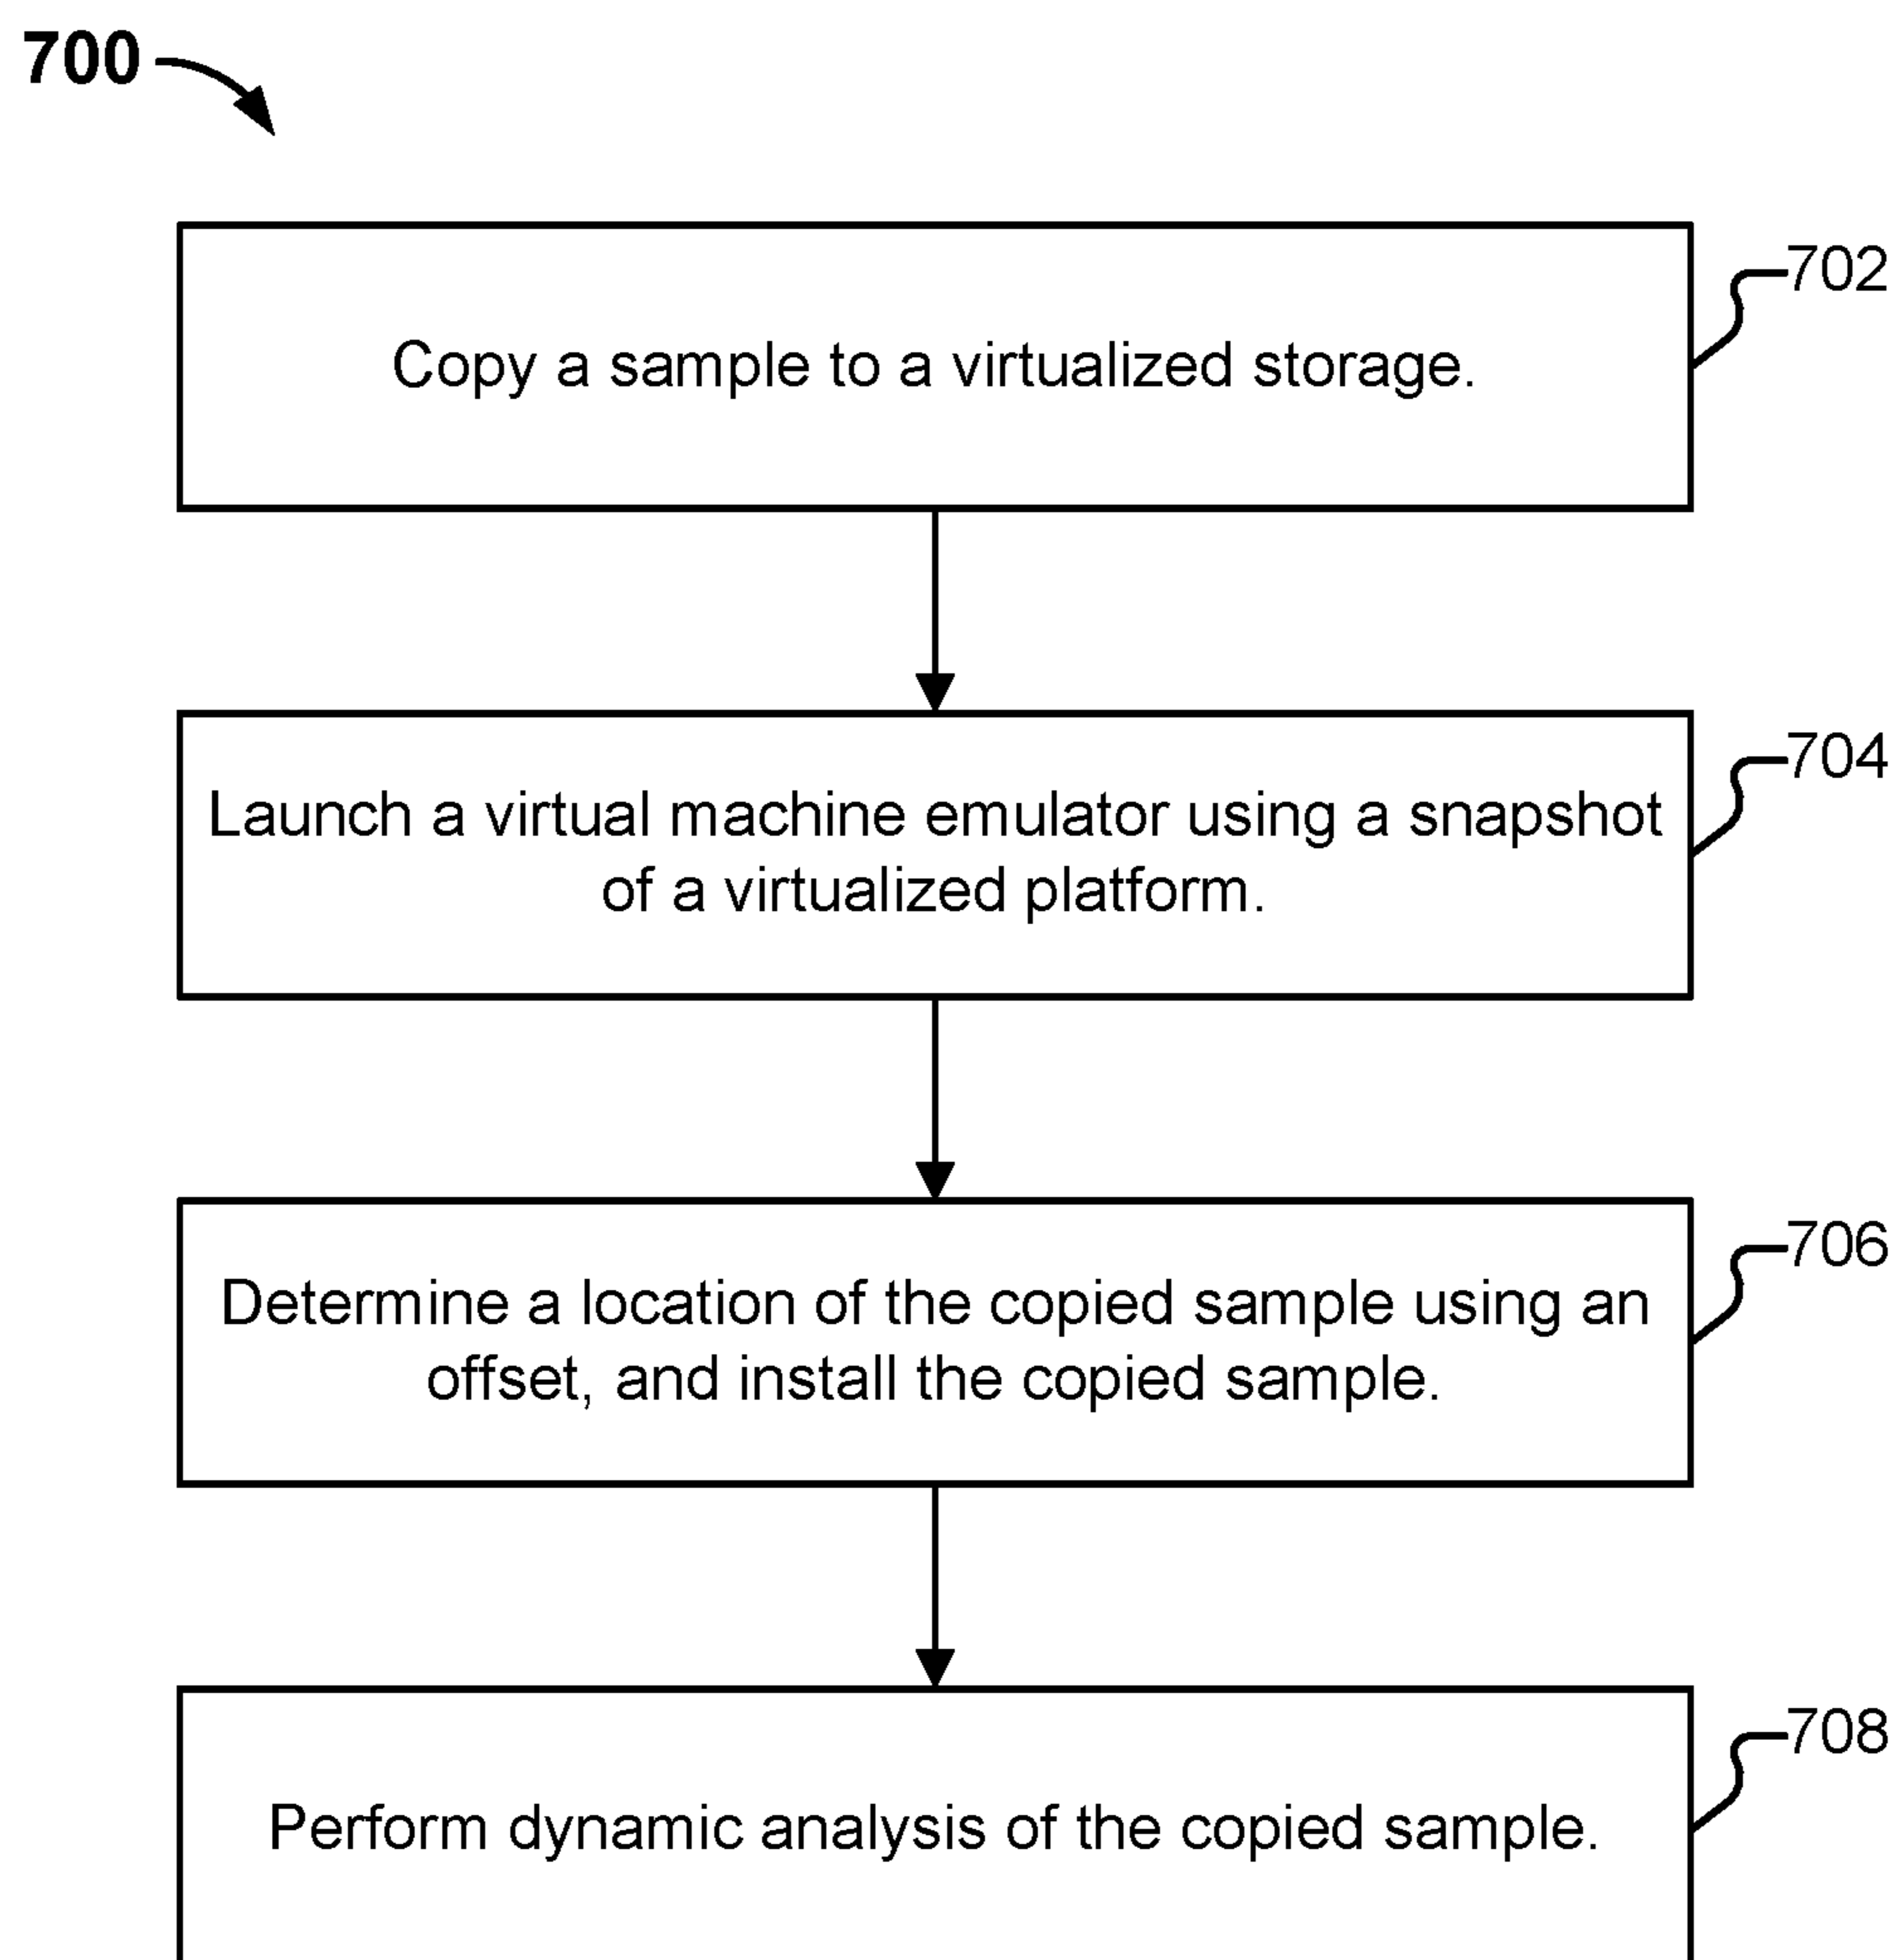 700
702
Copy a sample to a virtualized storage.
704
Launch a virtual machine emulator using a snapshot
of a virtualized platform.
706
Determine a location of the copied sample using an
offset, and install the copied sample.
708
Perform dynamic analysis of the copied sample.